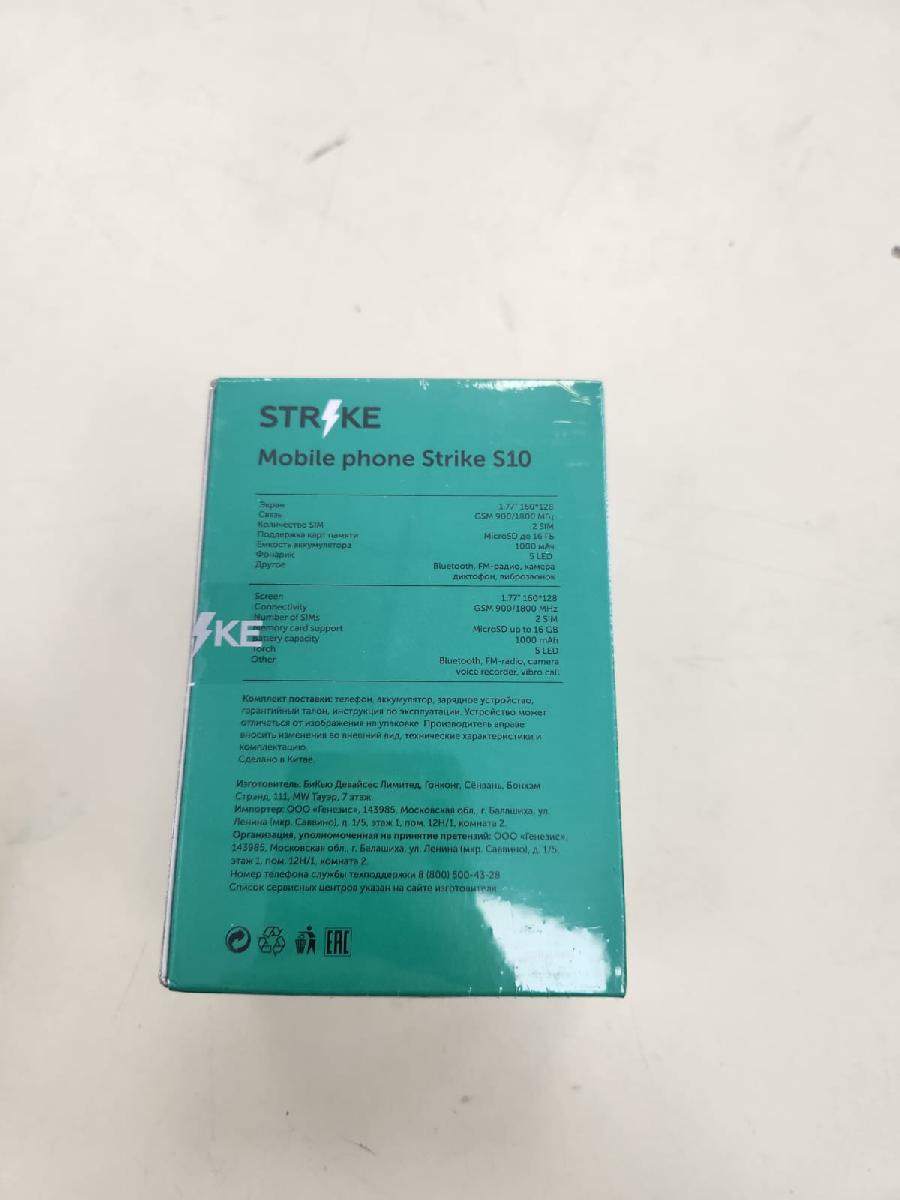 STRIKE
Mobile phone Strike S10
Экран 1.77" 160*128
Связь GSM 900/1800 МГц
Количество SIM 2 SIM
Поддержка карт памяти MicroSD до 16 ГБ
Емкость аккумулятора 1000 мАч
Фонарик 5 LED
Другое Bluetooth, FM-радио, камера
диктофон, виброзвонок
Screen 1.77" 160*128
Connectivity GSM 900/1800 MHz
Number of SIMs 2 SIM
KE
memory card support MicroSD up to 16 GB
Battery capacity 1000 mAh
Torch 5 LED
Other Bluetooth, FM-radio, camera
voice recorder, vibro call
Комплект поставки: телефон, аккумулятор, зарядное устройство,
гарантийный талон, инструкция по эксплуатации. Устройство может
отличаться от изображения на упаковке. Производитель вправе
вносить изменения во внешний вид, технические характеристики и
комплектацию.
Сделано в Китае.
Изготовитель: БиКью Девайсес Лимитед, Гонконг, Сёнвань, Бонхэм
Стрэнд, 111, MW Тауэр, 7 этаж
Импортер: ООО «Генезис», 143985, Московская обл., г. Балашиха, ул.
Ленина (мкр. Саввино), д. 1/5, этаж 1, пом. 12Н/1, комната 2.
Организация, уполномоченная на принятие претензий: ООО «Генезис»,
143985, Московская обл., г. Балашиха, ул. Ленина (мкр. Саввино), д. 1/5,
этаж 1, пом. 12Н/1, комната 2.
Номер телефона службы техподдержки 8 (800) 500-43-28
Список сервисных центров указан на сайте изготовителя
EAC